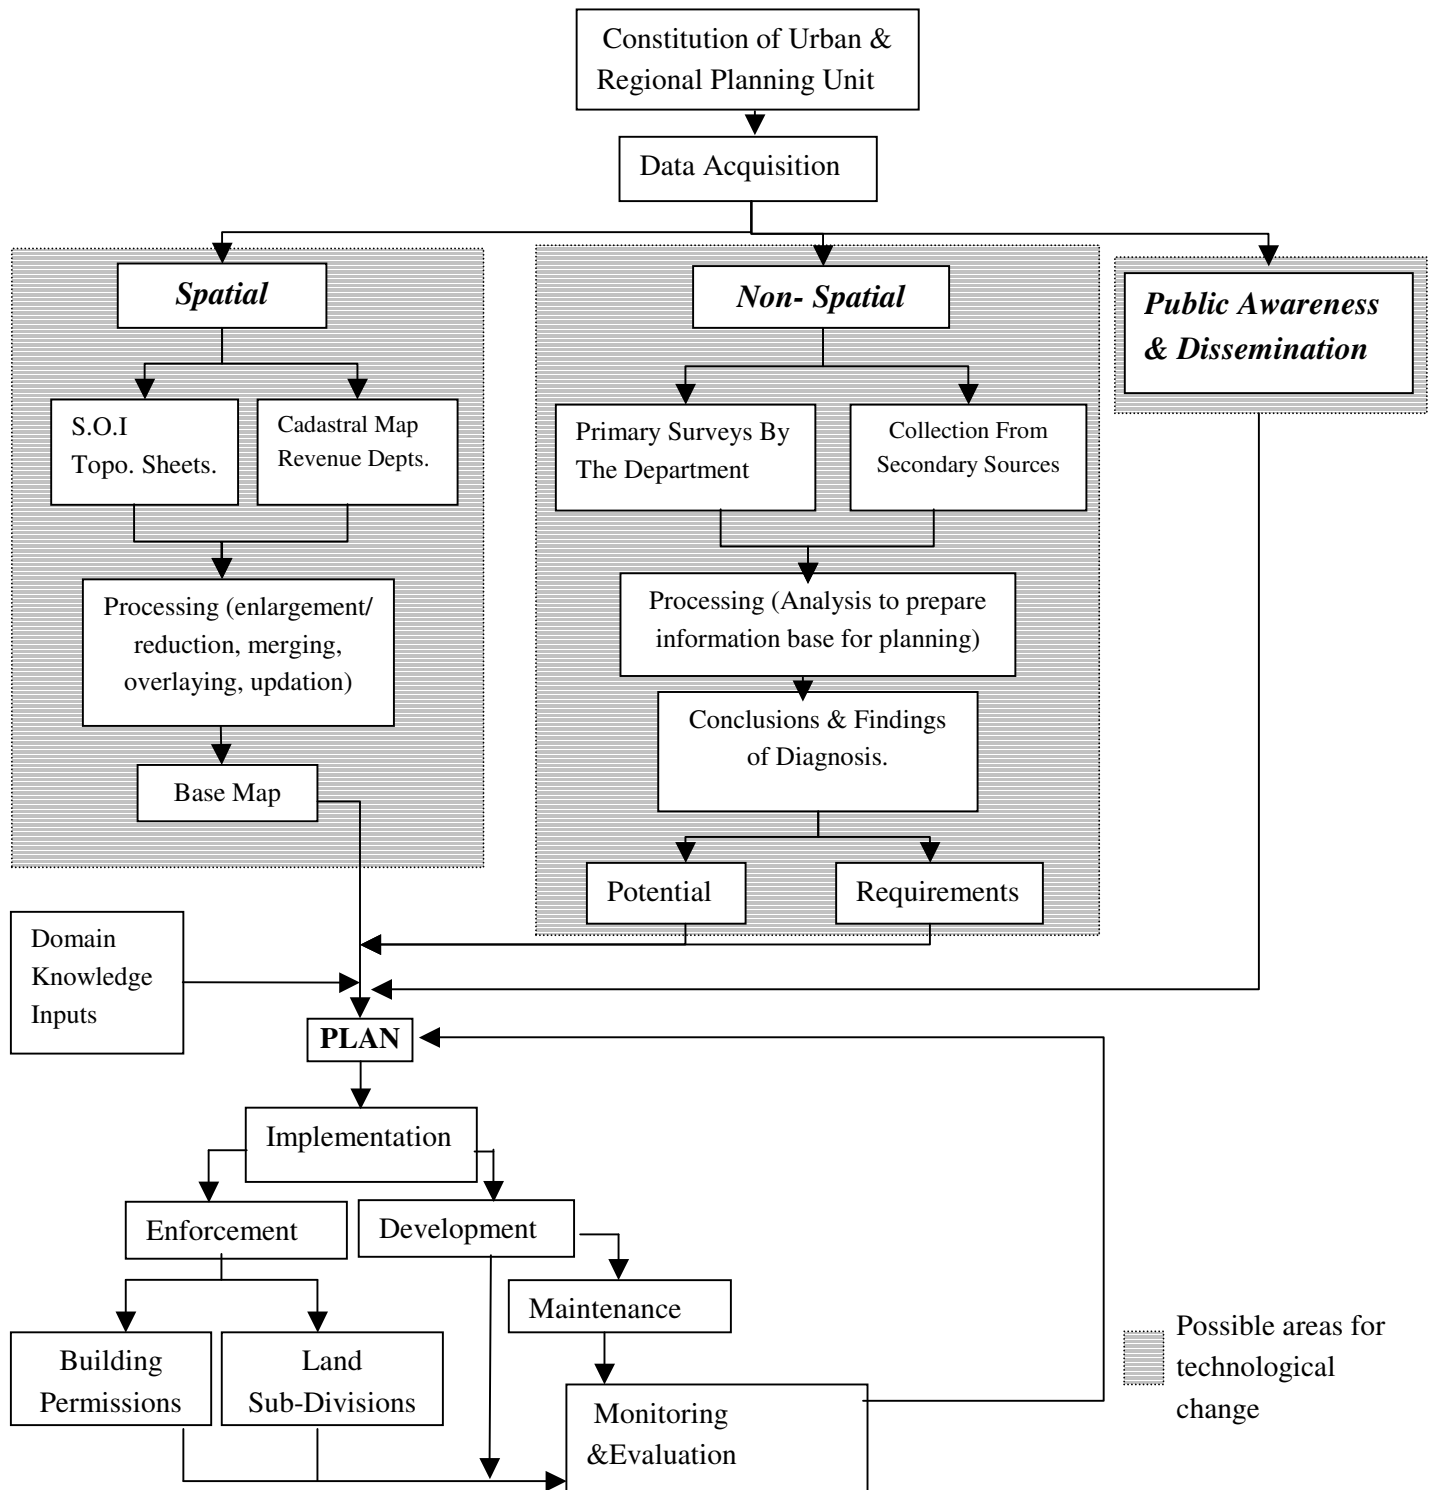 Constitution of Urban &
Regional Planning Unit
Data Acquisition
Spatial
Non- Spatial
Public Awareness
& Dissemination
S.O.I
Topo. Sheets.
Cadastral Map
Revenue Depts.
Primary Surveys By
The Department
Collection From
Secondary Sources
Processing (enlargement/
reduction, merging,
overlaying, updation)
Processing (Analysis to prepare
information base for planning)
Conclusions & Findings
of Diagnosis.
Base Map
Potential
Requirements
Domain
Knowledge
Inputs
PLAN
Implementation
Enforcement
Development
Maintenance
Building
Permissions
Land
Sub-Divisions
Monitoring
&Evaluation
Possible areas for
technological
change